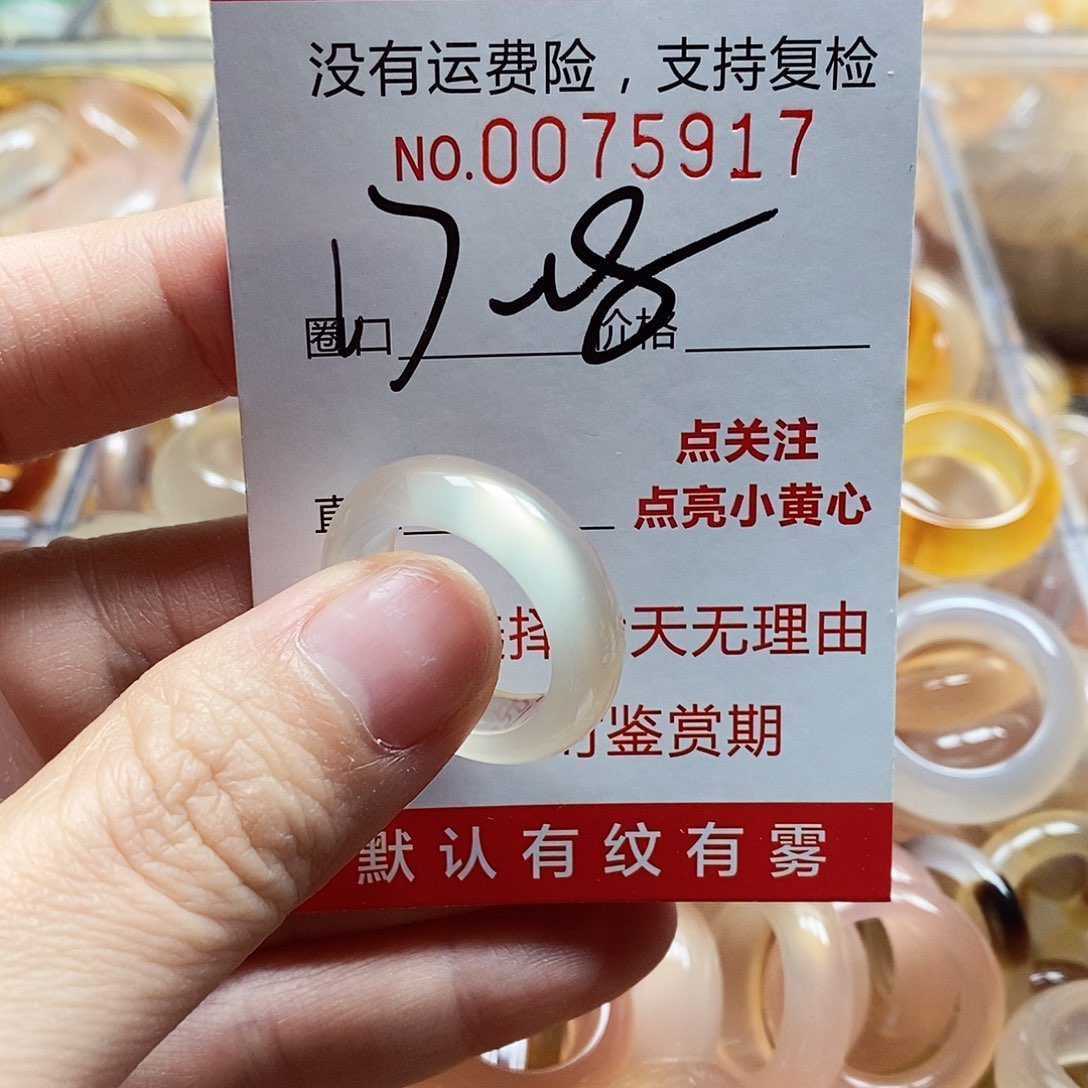 没有运费险，支持复检
NO.0075917
17
圈口 价格
点关注
直
点亮小黄心
择 天无理由
鉴赏期
默认有纹有雾